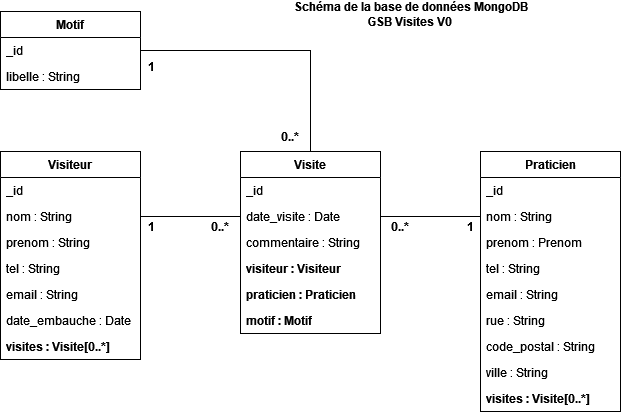 Schéma de la base de données MongoDB
GSB Visites V0
Motif
_id
libelle : String
1
0..*
Visiteur
_id
nom : String
prenom : String
tel : String
email : String
date_embauche : Date
visites : Visite[0..*]
1
0..*
Visite
_id
date_visite : Date
commentaire : String
visiteur : Visiteur
praticien : Praticien
motif : Motif
0..*
1
Praticien
_id
nom : String
prenom : Prenom
tel : String
email : String
rue : String
code_postal : String
ville : String
visites : Visite[0..*]